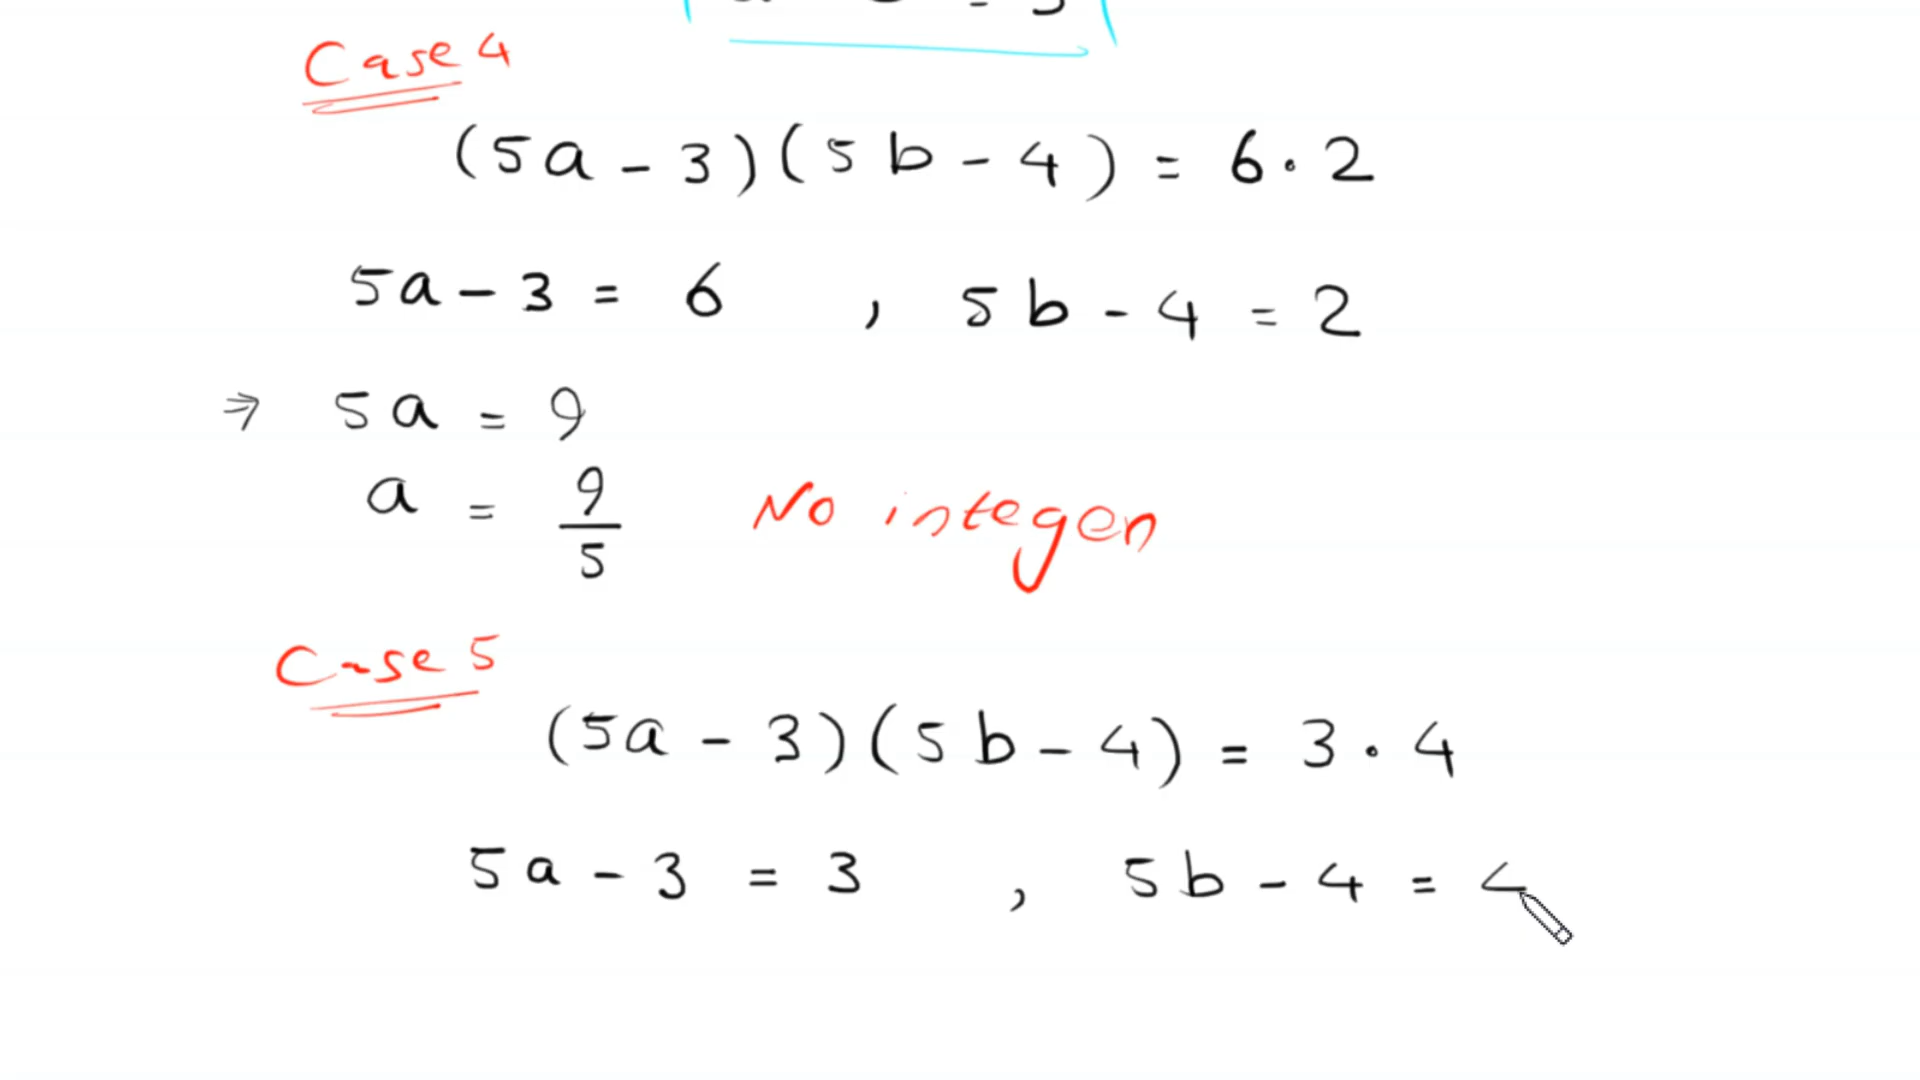 Case 4
(5a - 3)(5b - 4) = 6·2
5a - 3 = 6 , 5b - 4 = 2
⇒ 5a = 9
a = 9/5 No integer
Case 5
(5a - 3)(5b - 4) = 3·4
5a - 3 = 3 , 5b - 4 =